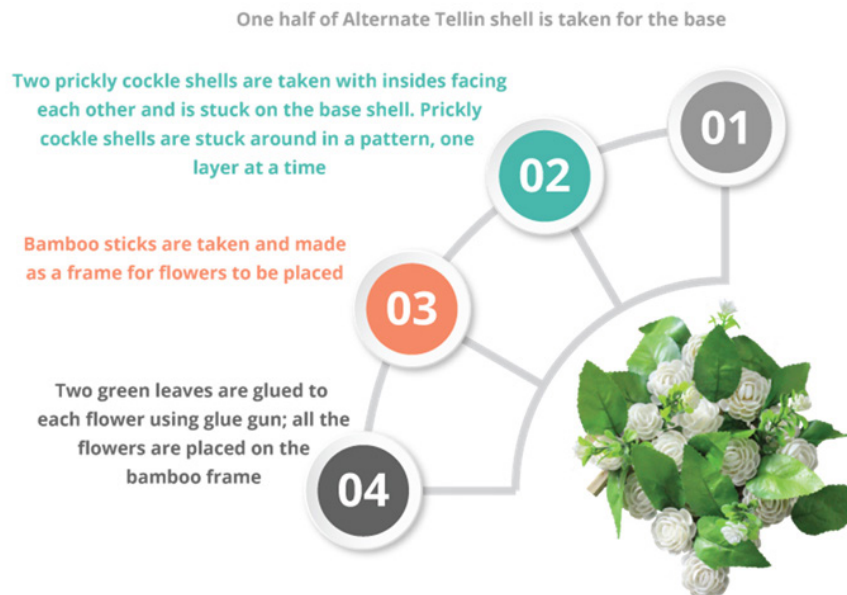 One half of Alternate Tellin shell is taken for the base
01
Two prickly cockle shells are taken with insides facing
each other and is stuck on the base shell. Prickly
cockle shells are stuck around in a pattern, one
layer at a time
02
Bamboo sticks are taken and made
as a frame for flowers to be placed
03
Two green leaves are glued to
each flower using glue gun; all the
flowers are placed on the
bamboo frame
04